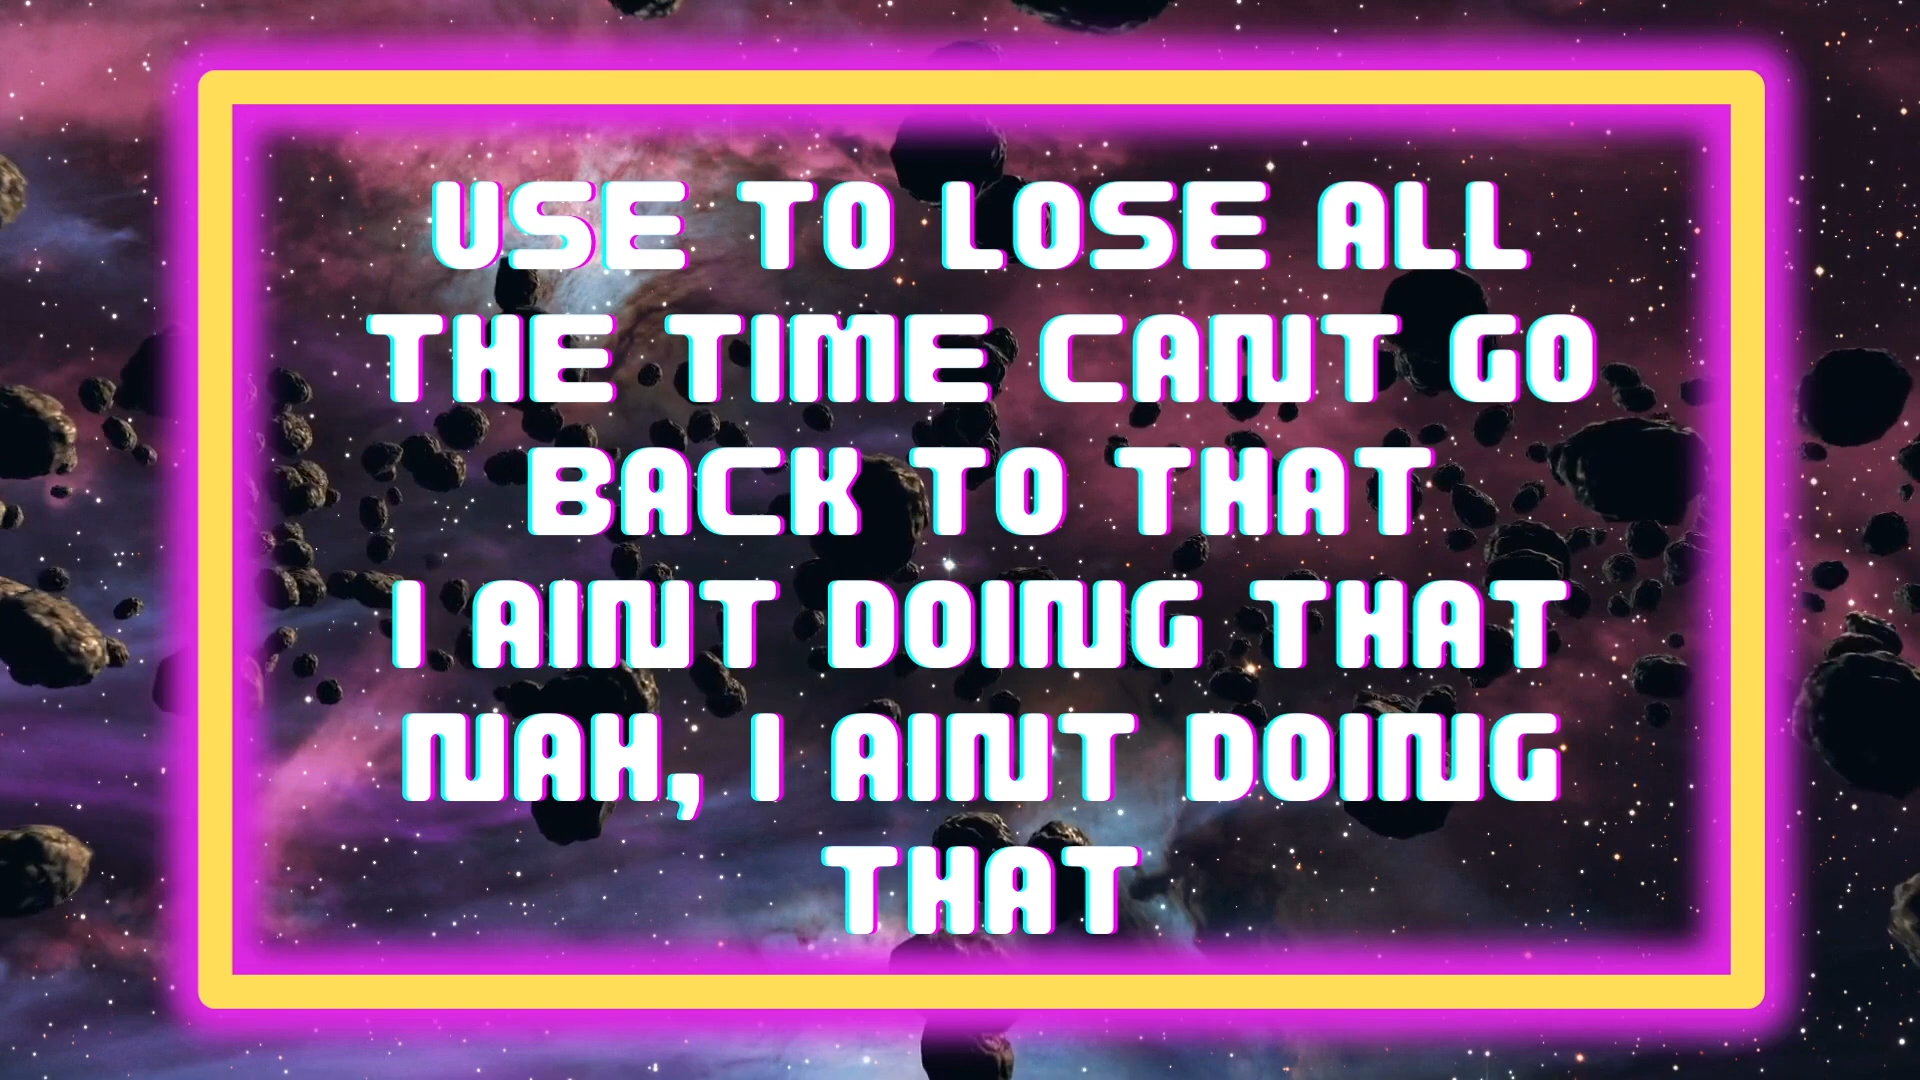 USE TO LOSE ALL
THE TIME CANT GO
BACK TO THAT
I AINT DOING THAT
NAH, I AINT DOING
THAT